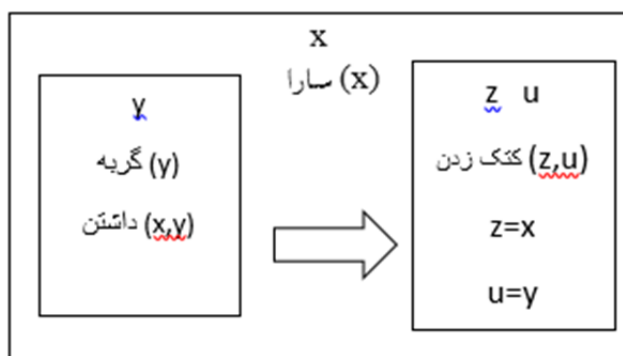 x
سارا (x)
y
گربه (y)
داشتن (x,y)
z u
کتک زدن (z,u)
z=x
u=y